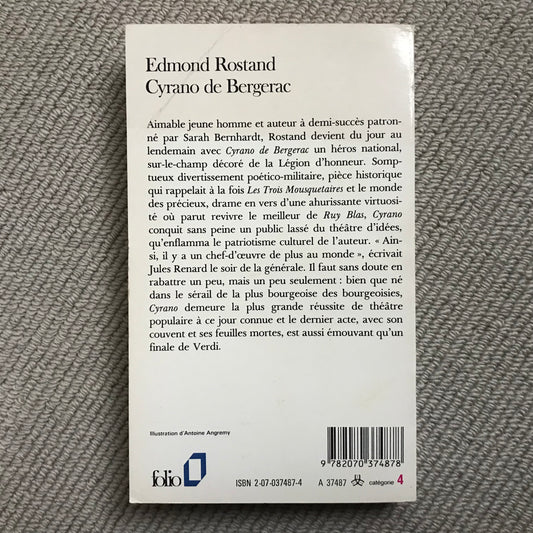 Edmond Rostand
Cyrano de Bergerac
Aimable jeune homme et auteur à demi-succès patron-
né par Sarah Bernhardt, Rostand devient du jour au
lendemain avec Cyrano de Bergerac un héros national,
sur-le-champ décoré de la Légion d'honneur. Somp-
tueux divertissement poético-militaire, pièce historique
qui rappelait à la fois Les Trois Mousquetaires et le monde
des précieux, drame en vers d'une ahurissante virtuosi-
té où parut revivre le meilleur de Ruy Blas, Cyrano
conquit sans peine un public lassé du théâtre d'idées,
qu'enflamma le patriotisme culturel de l'auteur. « Ain-
si, il y a un chef-d'œuvre de plus au monde », écrivait
Jules Renard le soir de la générale. Il faut sans doute en
rabattre un peu, mais un peu seulement : bien que né
dans le sérail de la plus bourgeoise des bourgeoisies,
Cyrano demeure la plus grande réussite de théâtre
populaire à ce jour connue et le dernier acte, avec son
couvent et ses feuilles mortes, est aussi émouvant qu'un
finale de Verdi.
Illustration d'Antoine Angremy
9 782070 374878
folio
ISBN 2-07-037487-4 A 37487 catégorie 4